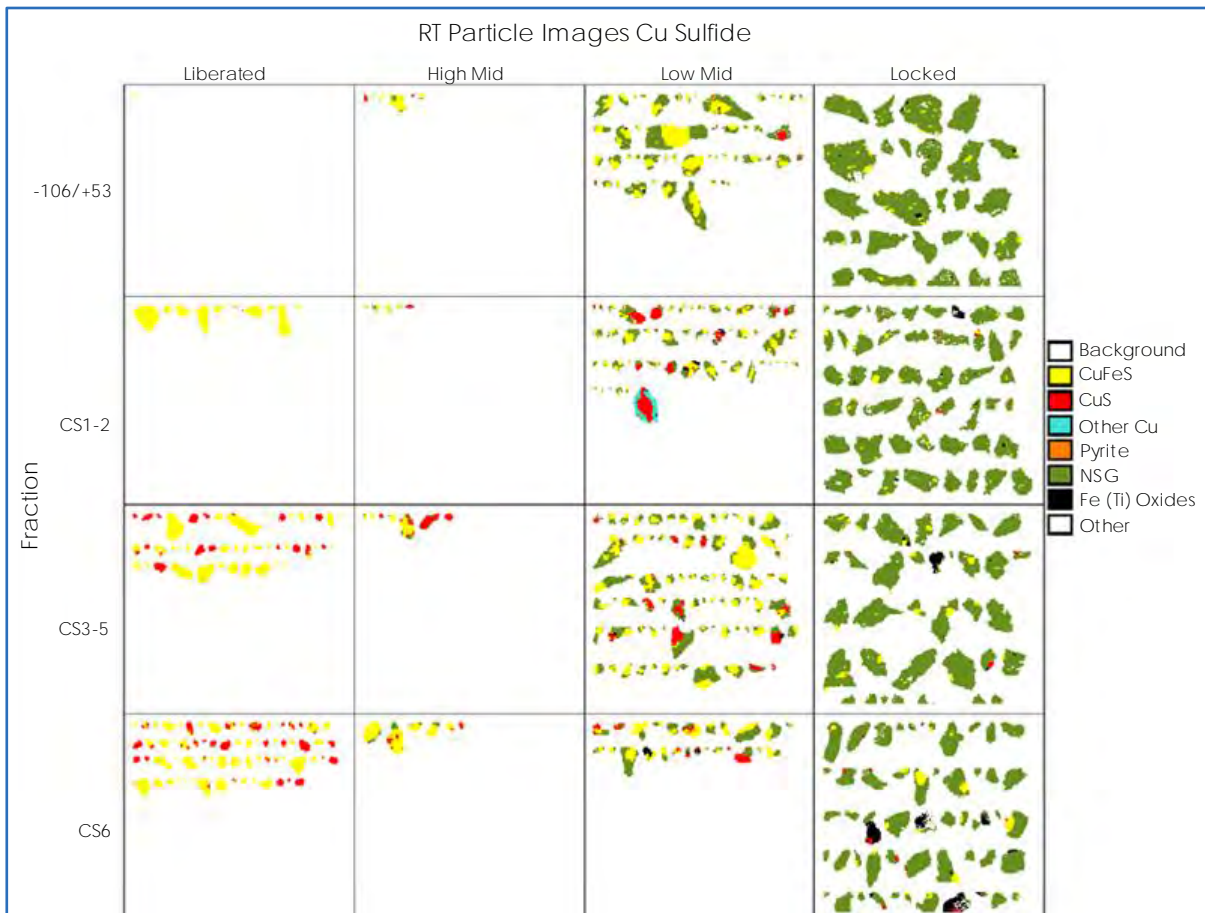 RT Particle Images Cu Sulfide
Liberated
High Mid
Low Mid
Locked
-106/+53
CS1-2
CS3-5
CS6
Fraction
Background
CuFeS
CuS
Other Cu
Pyrite
NSG
Fe (Ti) Oxides
Other